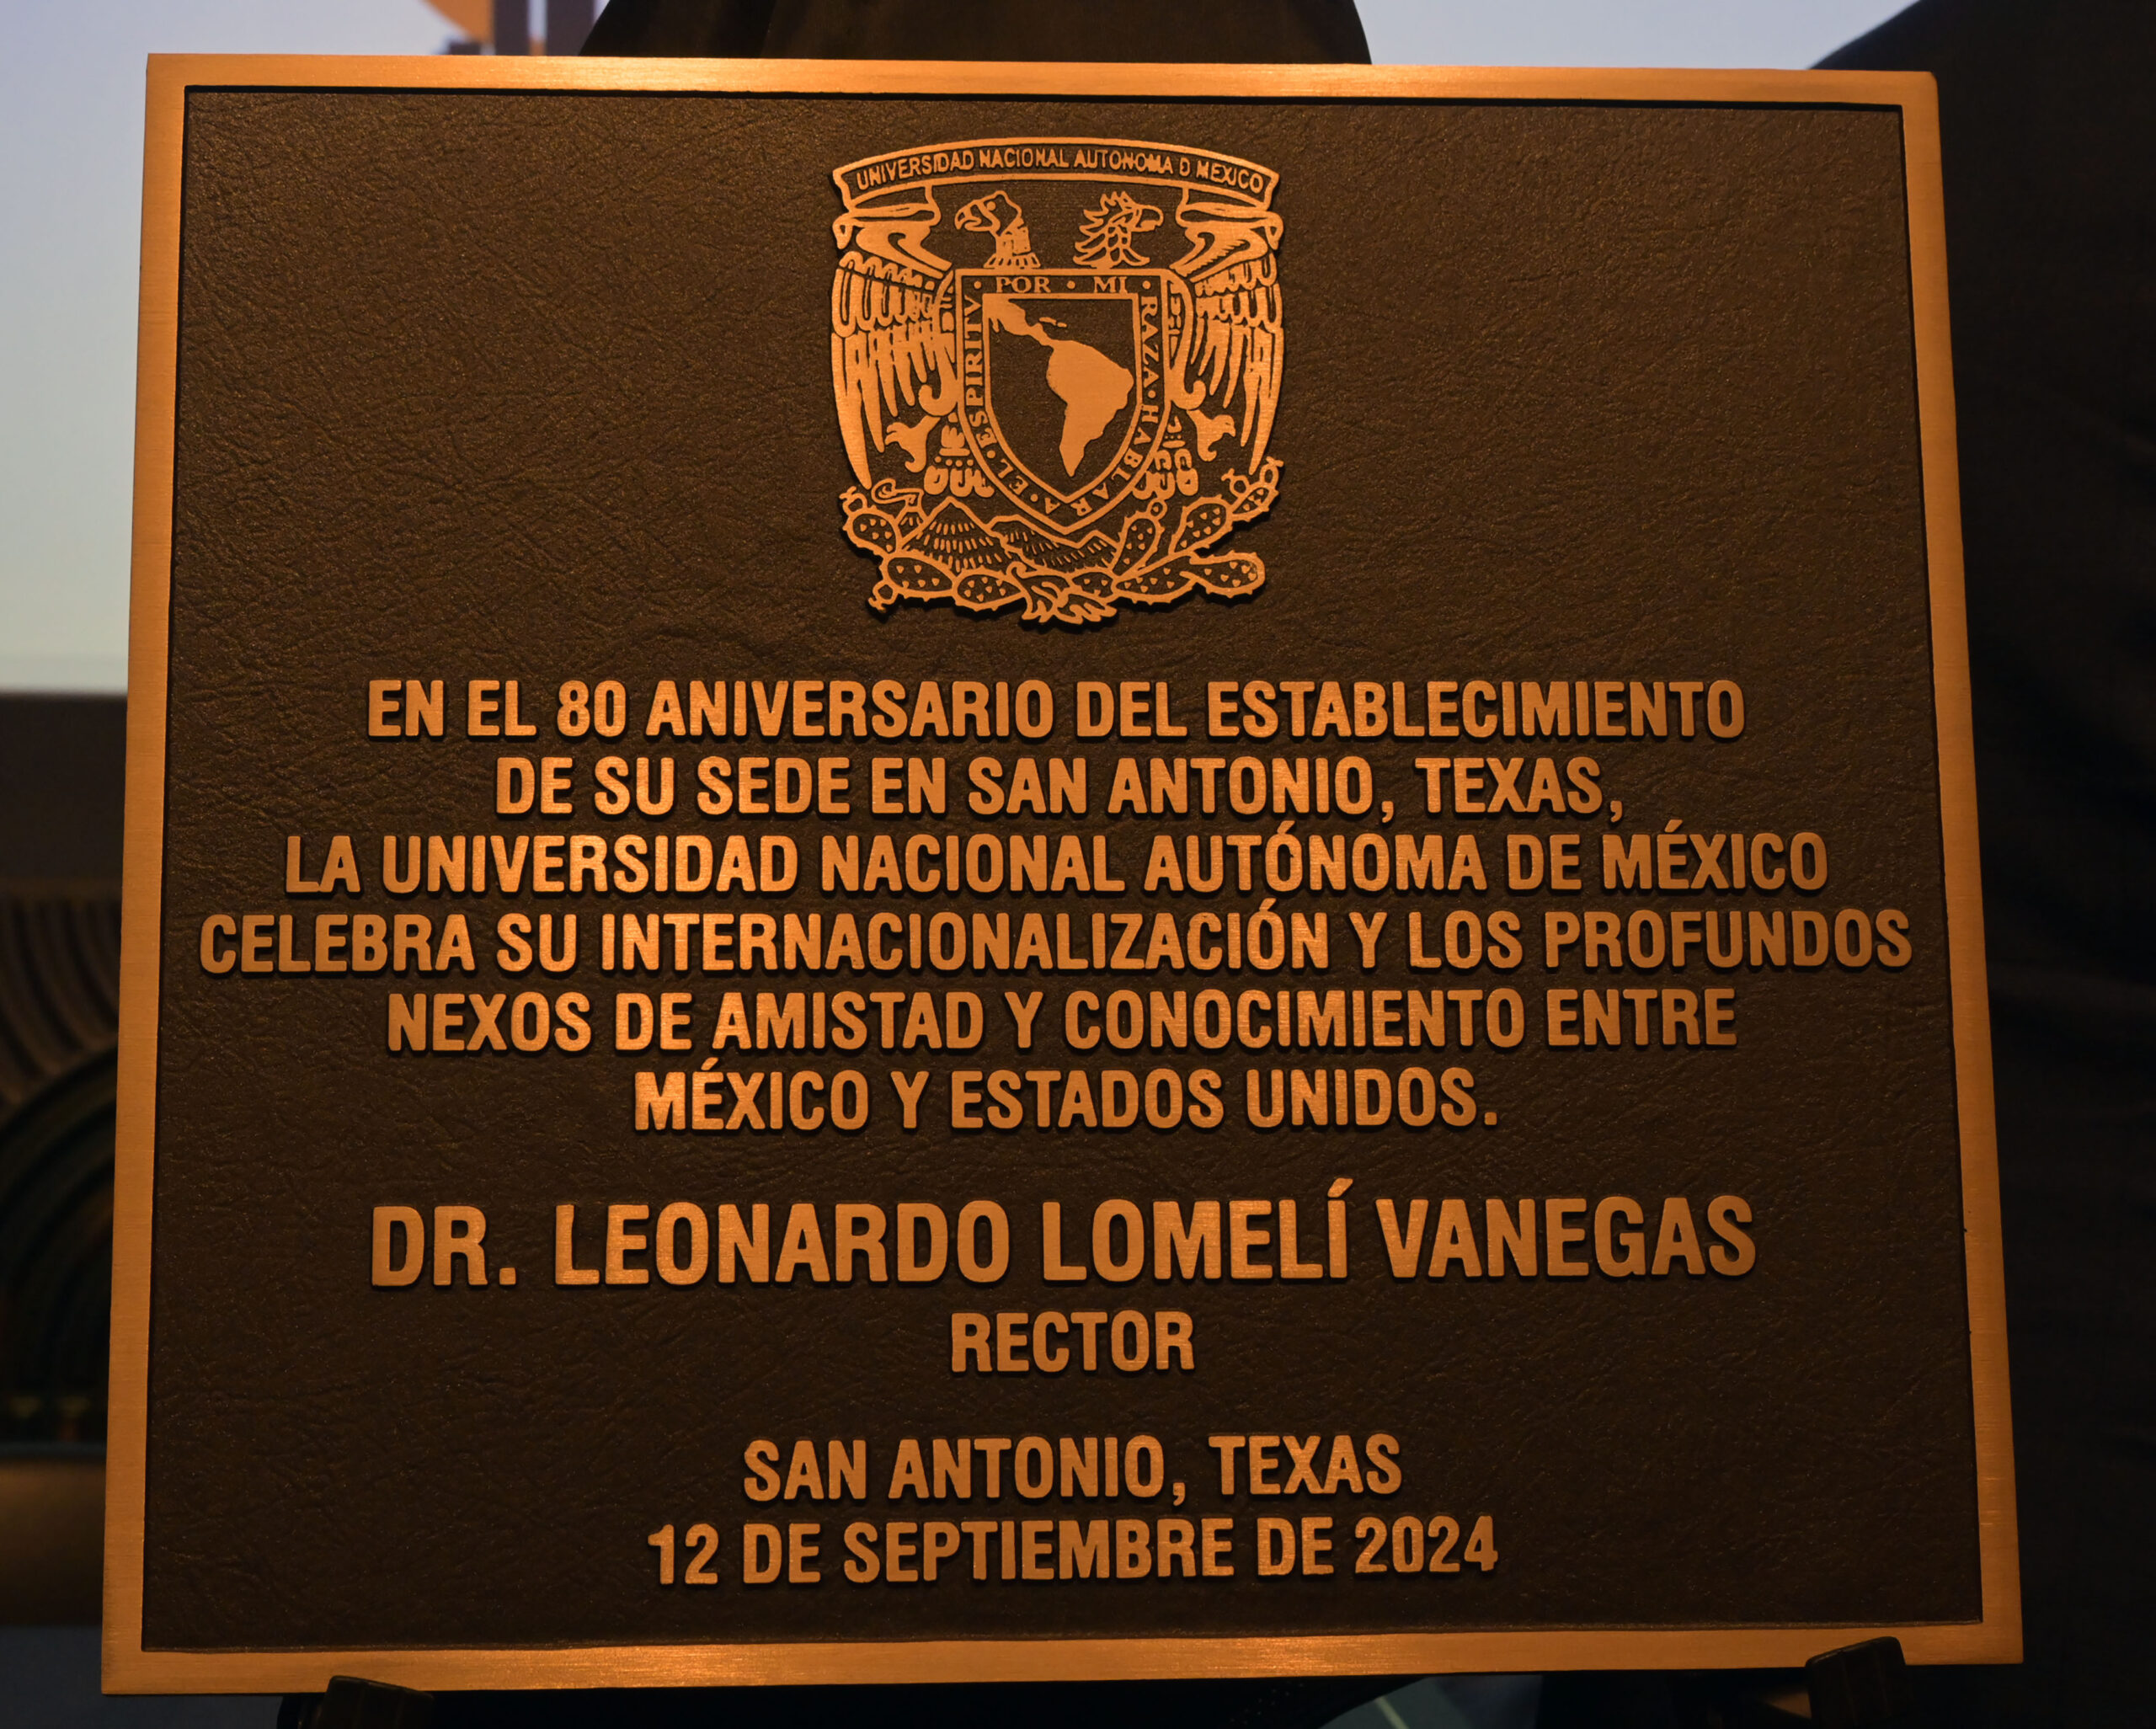 UNIVERSIDAD NACIONAL AUTONOMA D MEXICO
POR • MI • RAZA • HABLARA • EL • ESPIRITV
EN EL 80 ANIVERSARIO DEL ESTABLECIMIENTO
DE SU SEDE EN SAN ANTONIO, TEXAS,
LA UNIVERSIDAD NACIONAL AUTÓNOMA DE MÉXICO
CELEBRA SU INTERNACIONALIZACIÓN Y LOS PROFUNDOS
NEXOS DE AMISTAD Y CONOCIMIENTO ENTRE
MÉXICO Y ESTADOS UNIDOS.
DR. LEONARDO LOMELÍ VANEGAS
RECTOR
SAN ANTONIO, TEXAS
12 DE SEPTIEMBRE DE 2024